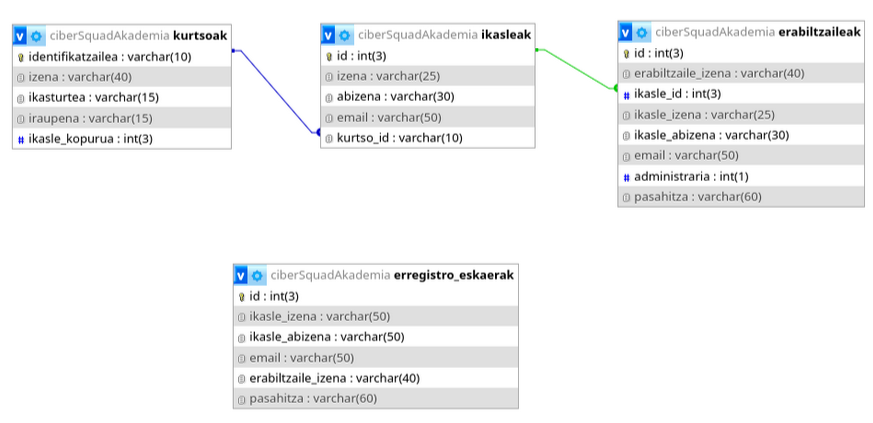 v ciberSquadAkademia kurtsoak
identifikatzailea : varchar(10)
izena : varchar(40)
ikasturtea : varchar(15)
iraupena : varchar(15)
# ikasle_kopurua : int(3)
v ciberSquadAkademia ikasleak
id : int(3)
izena : varchar(25)
abizena : varchar(30)
email : varchar(50)
kurtso_id : varchar(10)
v ciberSquadAkademia erabiltzaileak
id : int(3)
erabiltzaile_izena : varchar(40)
# ikasle_id : int(3)
ikasle_izena : varchar(25)
ikasle_abizena : varchar(30)
email : varchar(50)
# administraria : int(1)
pasahitza : varchar(60)
v ciberSquadAkademia erregistro_eskaerak
id : int(3)
ikasle_izena : varchar(50)
ikasle_abizena : varchar(50)
email : varchar(50)
erabiltzaile_izena : varchar(40)
pasahitza : varchar(60)